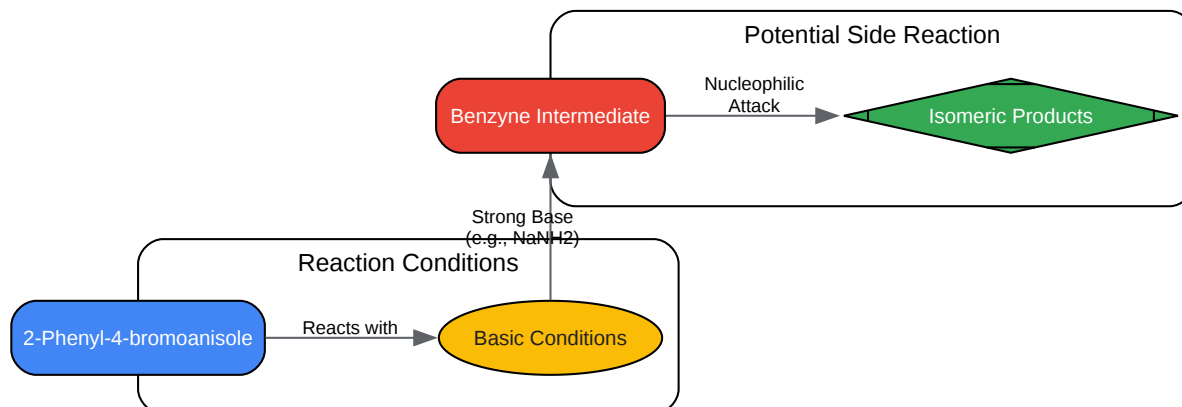 Potential Side Reaction
Benzyne Intermediate
Nucleophilic
Attack
Isomeric Products
Strong Base
(e.g., NaNH2)
Reaction Conditions
2-Phenyl-4-bromoanisole
Reacts with
Basic Conditions